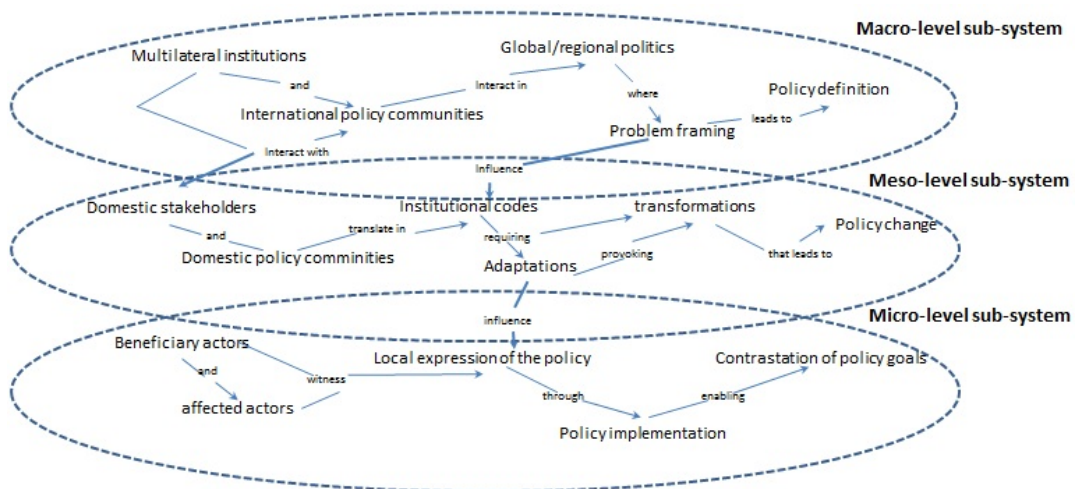 Macro-level sub-system
Multilateral institutions
Global/regional politics
and
Interact in
where
Policy definition
International policy communities
Problem framing
leads to
Interact with
Influence
Meso-level sub-system
Domestic stakeholders
Institutional codes
transformations
Policy change
and
translate in
requiring
provoking
that leads to
Domestic policy comminities
Adaptations
Micro-level sub-system
influence
Beneficiary actors
Local expression of the policy
Contrastation of policy goals
and
witness
through
enabling
affected actors
Policy implementation